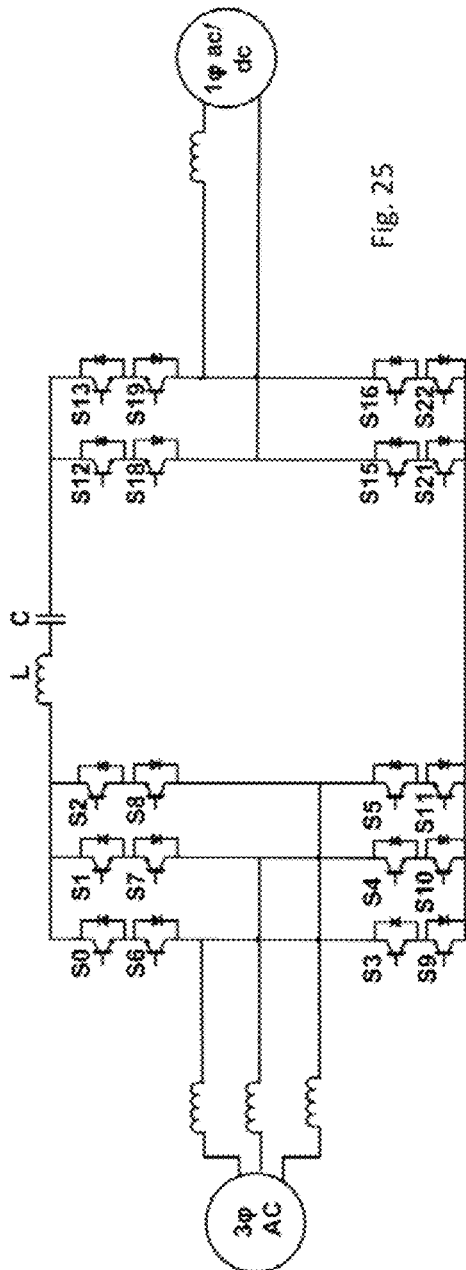 L C
S0 S1 S2 S12 S13
S6 S7 S8 S18 S19
3φ
AC
1φ ac/
dc
S3 S4 S5 S15 S16
S9 S10 S11 S21 S22
Fig. 25